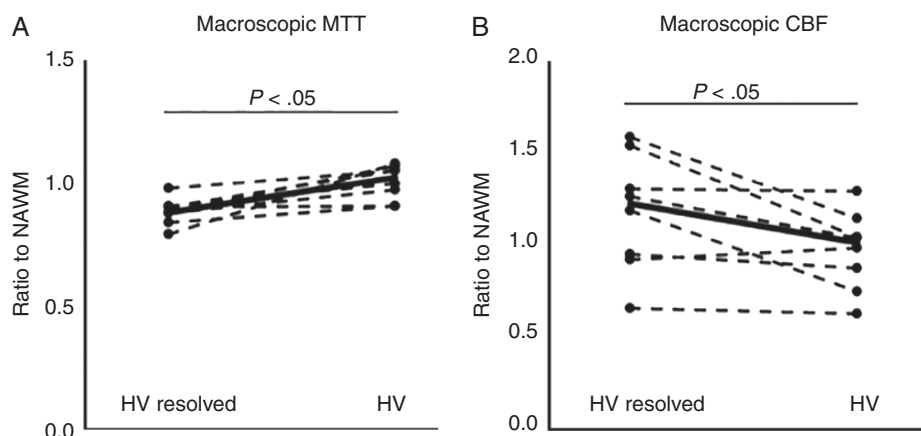 A
Macroscopic MTT
1.5
P < .05
1.0
0.5
0.0
Ratio to NAWM
HV resolved
HV
B
Macroscopic CBF
2.0
P < .05
1.5
1.0
0.5
0.0
Ratio to NAWM
HV resolved
HV